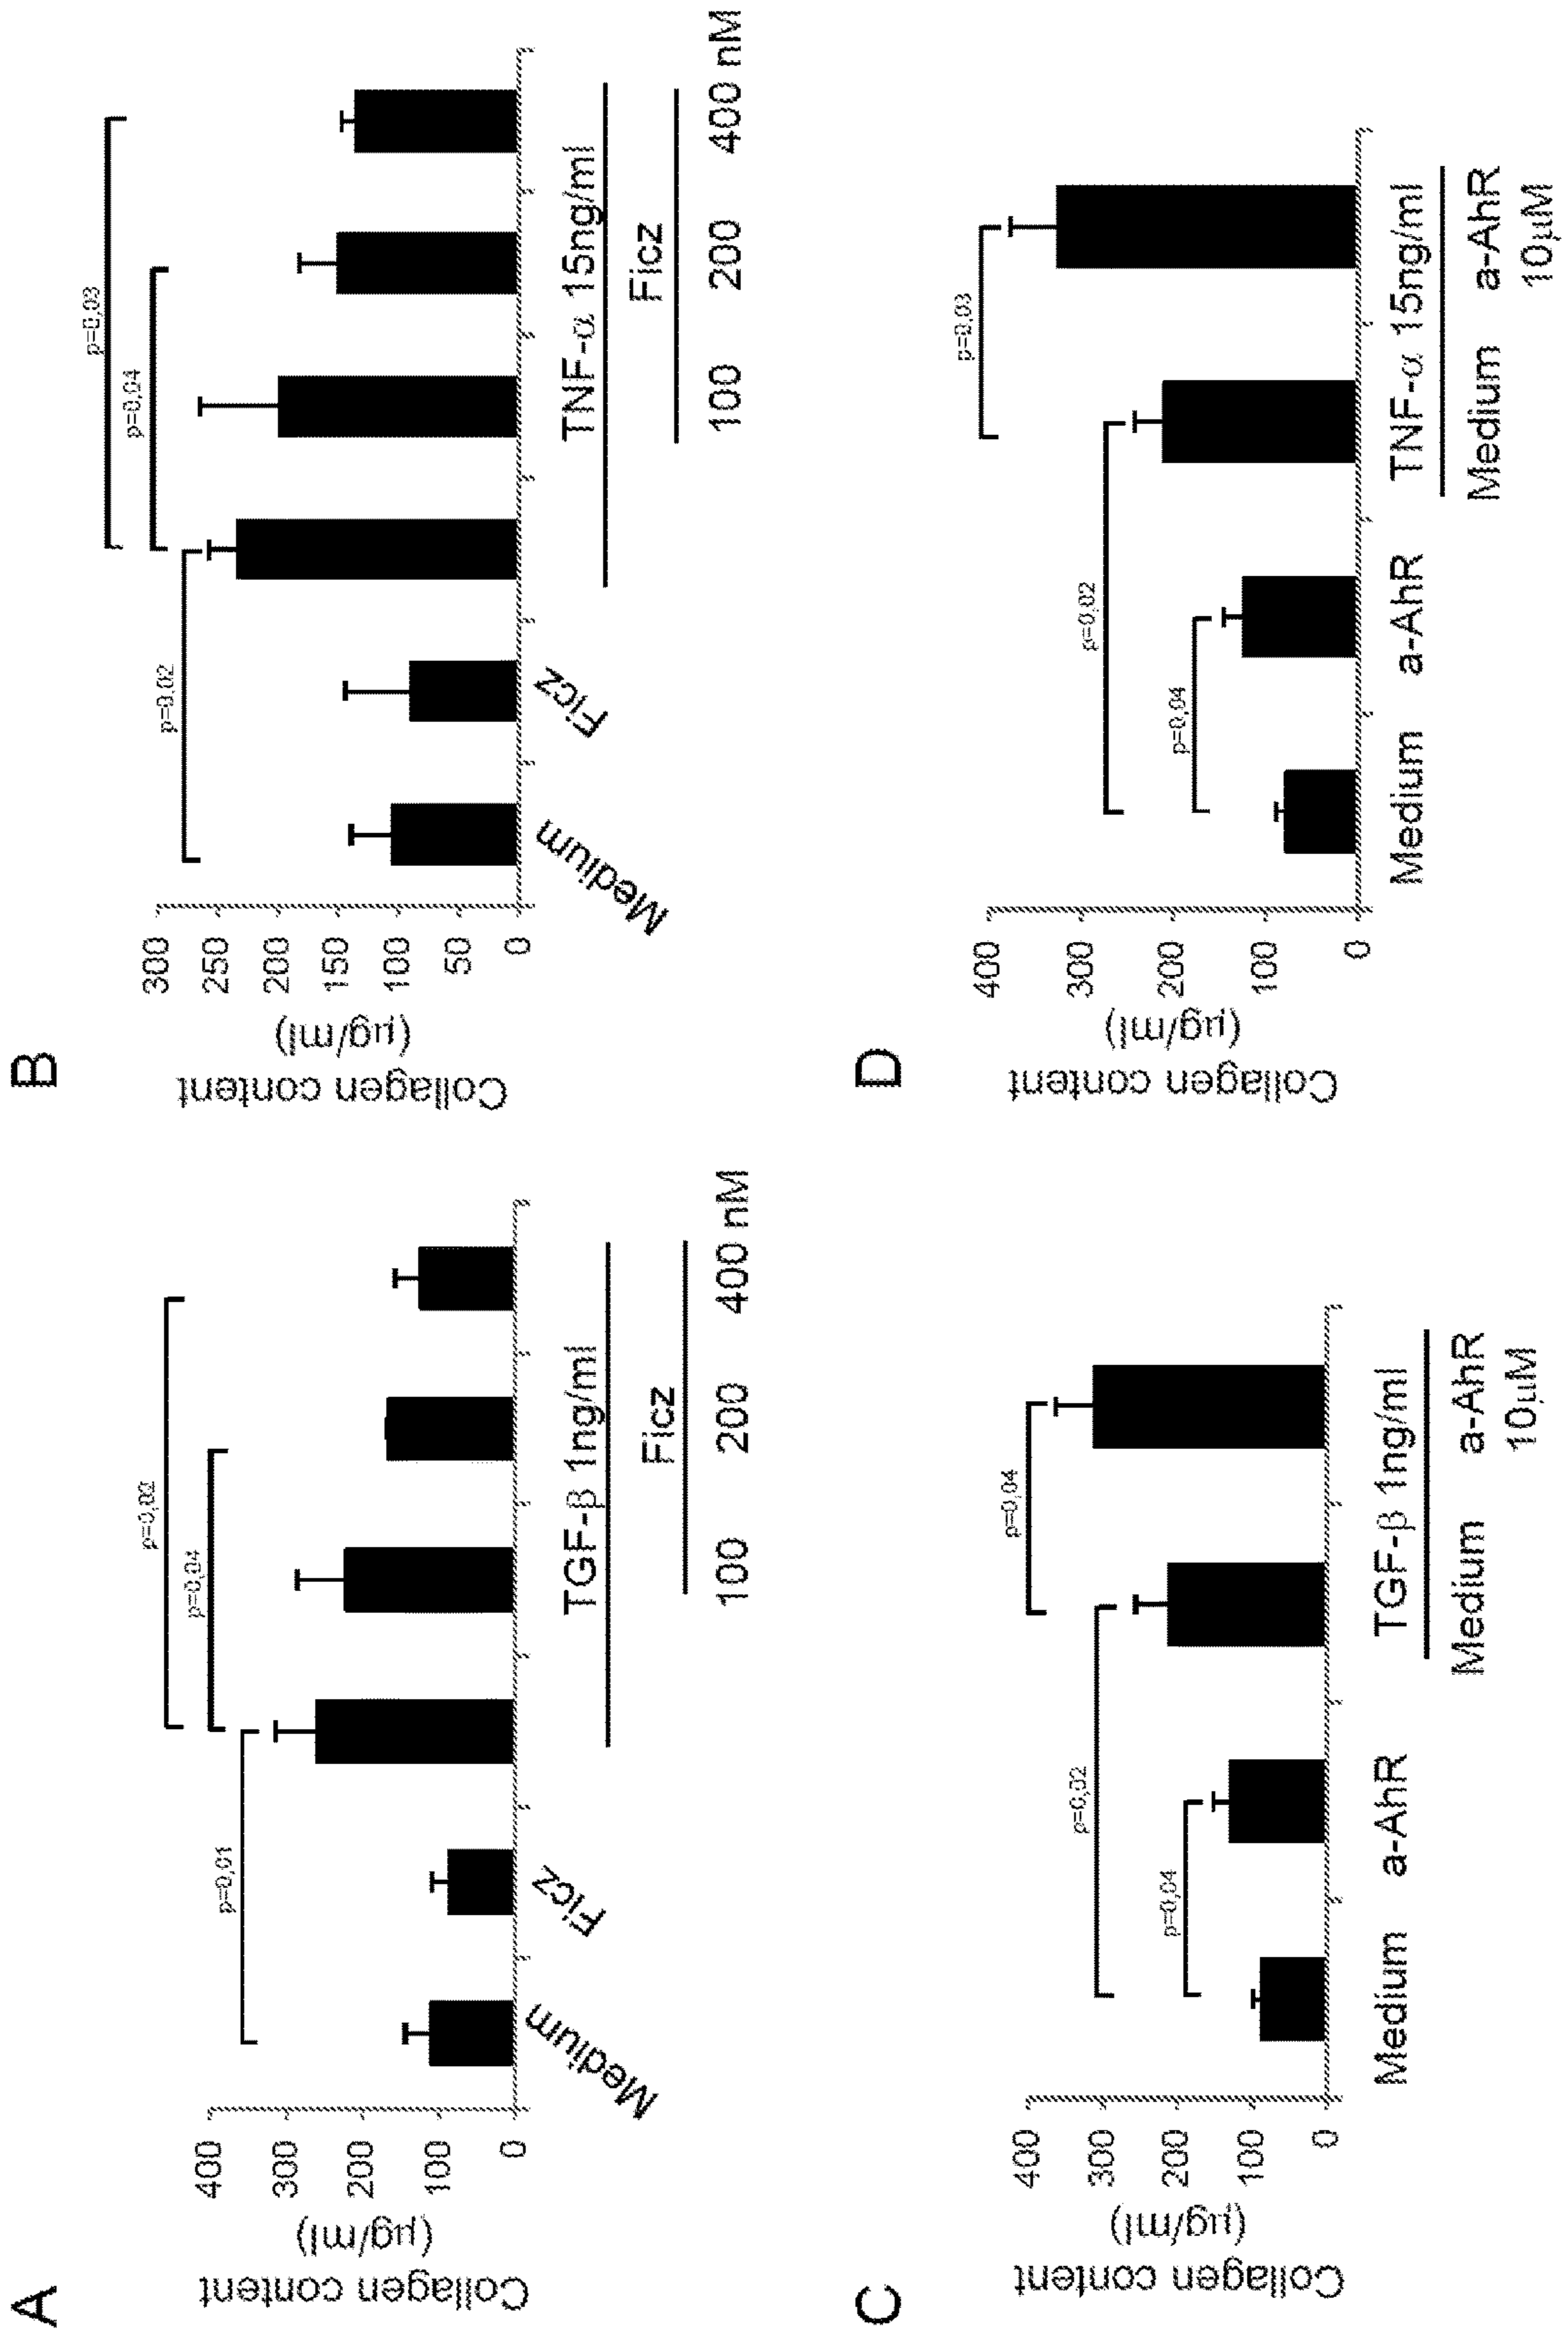 A
Collagen content
(µg/ml)
400
300
200
100
0
p=0,01
p=0,04
p=0,02
Medium
Ficz
TGF-β 1ng/ml
Ficz
100 200 400 nM
B
Collagen content
(µg/ml)
300
250
200
150
100
50
0
p=0,02
p=0,04
p=0,03
Medium
Ficz
TNF-α 15ng/ml
Ficz
100 200 400 nM
C
Collagen content
(µg/ml)
400
300
200
100
0
p=0,04
p=0,02
p=0,04
Medium a-AhR TGF-β 1ng/ml
Medium a-AhR
10µM
D
Collagen content
(µg/ml)
400
300
200
100
0
p=0,04
p=0,02
p=0,03
Medium a-AhR TNF-α 15ng/ml
Medium a-AhR
10µM